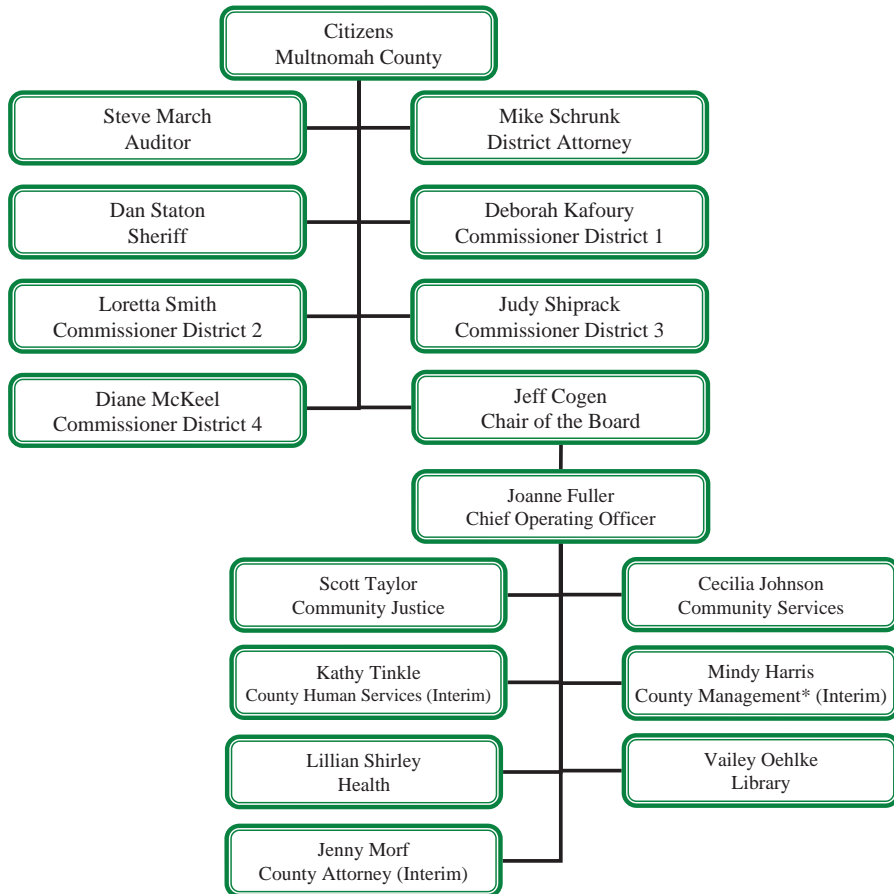 Citizens
Multnomah County
Steve March
Auditor
Mike Schrunk
District Attorney
Dan Staton
Sheriff
Deborah Kafoury
Commissioner District 1
Loretta Smith
Commissioner District 2
Judy Shiprack
Commissioner District 3
Diane McKeel
Commissioner District 4
Jeff Cogen
Chair of the Board
Joanne Fuller
Chief Operating Officer
Scott Taylor
Community Justice
Cecilia Johnson
Community Services
Kathy Tinkle
County Human Services (Interim)
Mindy Harris
County Management* (Interim)
Lillian Shirley
Health
Vailey Oehlke
Library
Jenny Morf
County Attorney (Interim)